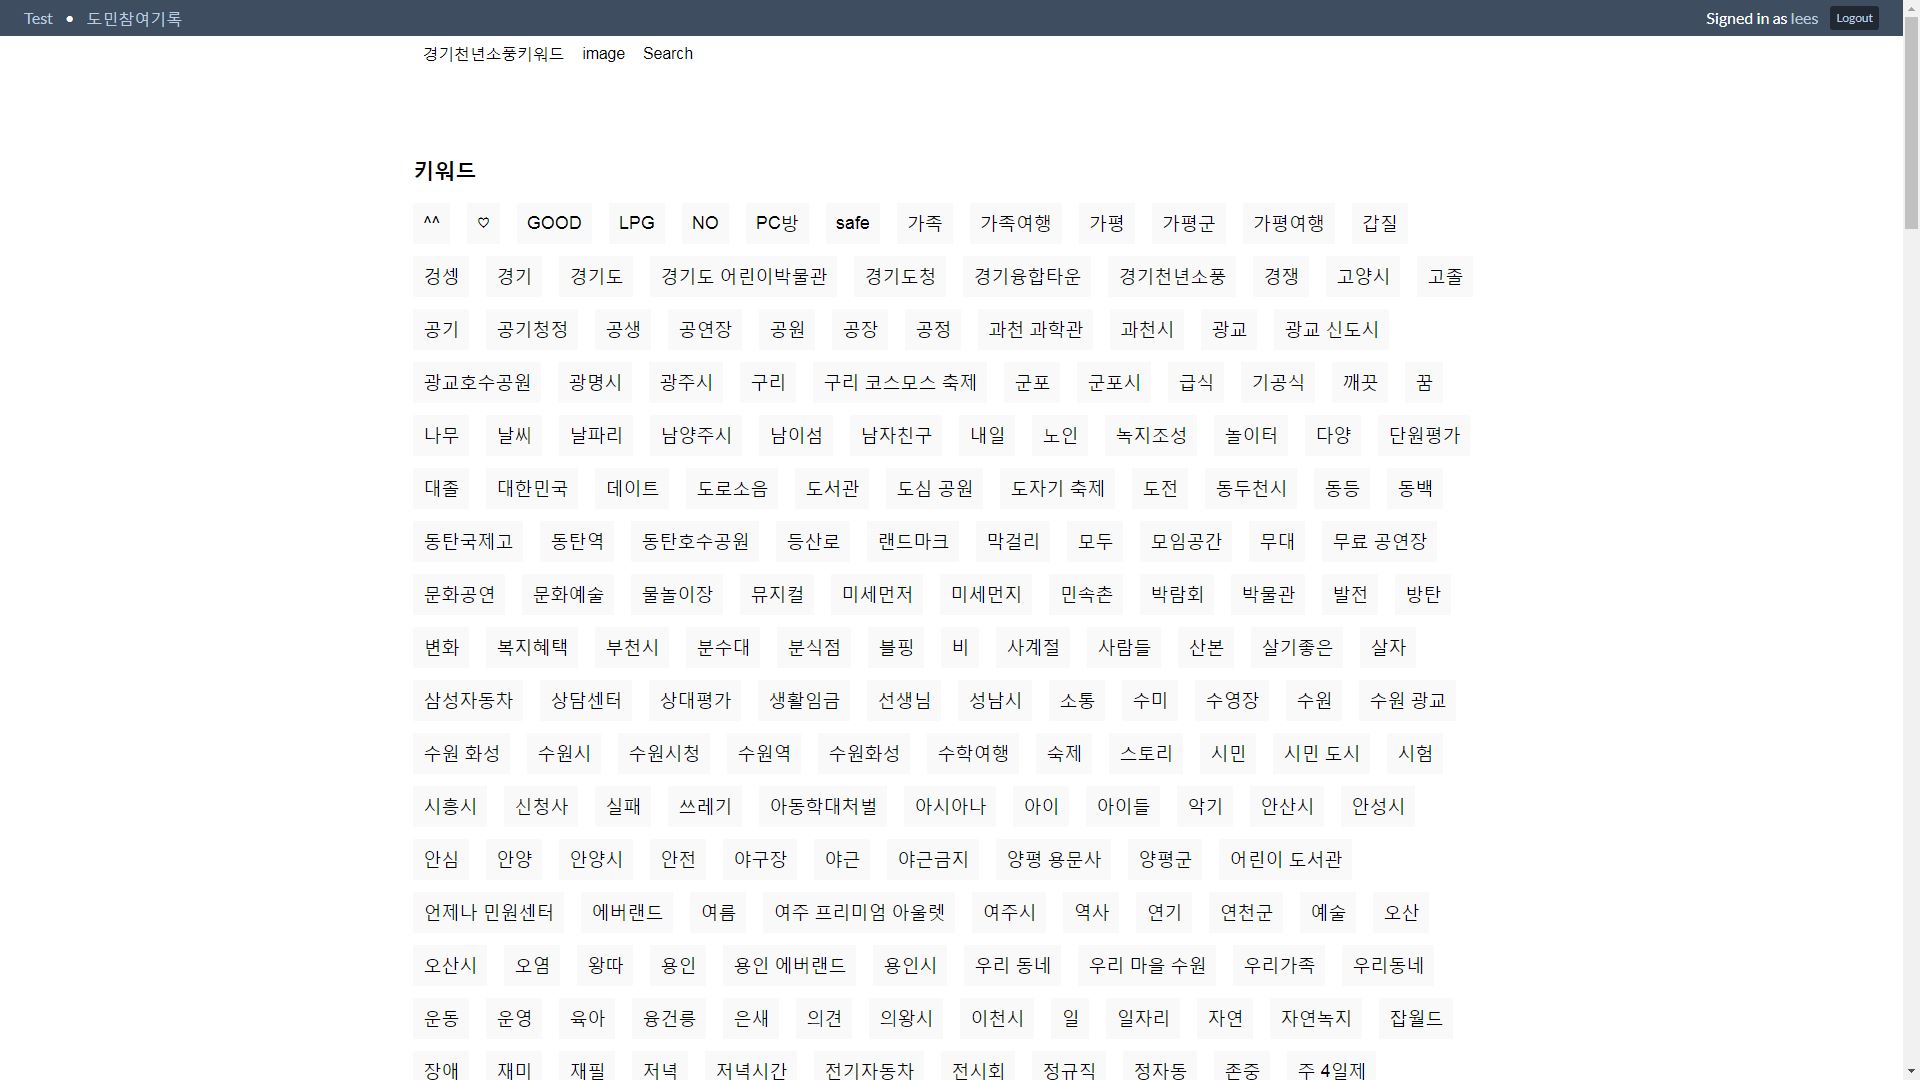 Test • 도민참여기록 Signed in as lees Logout
경기천년소풍키워드 image Search
키워드
^^ ♡ GOOD LPG NO PC방 safe 가족 가족여행 가평 가평군 가평여행 갑질
겅셍 경기 경기도 경기도 어린이박물관 경기도청 경기융합타운 경기천년소풍 경쟁 고양시 고졸
공기 공기청정 공생 공연장 공원 공장 공정 과천 과학관 과천시 광교 광교 신도시
광교호수공원 광명시 광주시 구리 구리 코스모스 축제 군포 군포시 급식 기공식 깨끗 꿈
나무 날씨 날파리 남양주시 남이섬 남자친구 내일 노인 녹지조성 놀이터 다양 단원평가
대졸 대한민국 데이트 도로소음 도서관 도심 공원 도자기 축제 도전 동두천시 동등 동백
동탄국제고 동탄역 동탄호수공원 등산로 랜드마크 막걸리 모두 모임공간 무대 무료 공연장
문화공연 문화예술 물놀이장 뮤지컬 미세먼저 미세먼지 민속촌 박람회 박물관 발전 방탄
변화 복지혜택 부천시 분수대 분식점 블핑 비 사계절 사람들 산본 살기좋은 살자
삼성자동차 상담센터 상대평가 생활임금 선생님 성남시 소통 수미 수영장 수원 수원 광교
수원 화성 수원시 수원시청 수원역 수원화성 수학여행 숙제 스토리 시민 시민 도시 시험
시흥시 신청사 실패 쓰레기 아동학대처벌 아시아나 아이 아이들 악기 안산시 안성시
안심 안양 안양시 안전 야구장 야근 야근금지 양평 용문사 양평군 어린이 도서관
언제나 민원센터 에버랜드 여름 여주 프리미엄 아울렛 여주시 역사 연기 연천군 예술 오산
오산시 오염 왕따 용인 용인 에버랜드 용인시 우리 동네 우리 마을 수원 우리가족 우리동네
운동 운영 육아 융건릉 은새 의견 의왕시 이천시 일 일자리 자연 자연녹지 잡월드
장애 재미 재필 저녁 저녁시간 전기자동차 전시회 정규직 정자동 존중 주 4일제